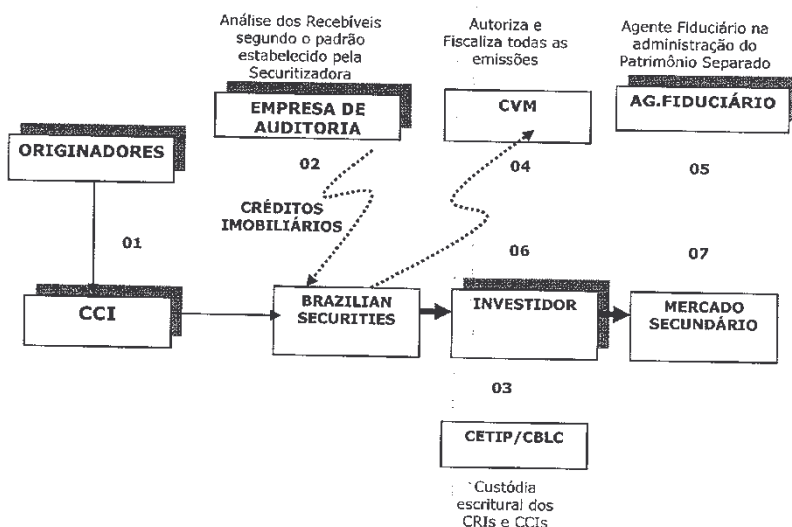 Análise dos Recebíveis
segundo o padrão
estabelecido pela
Securitizadora
Autoriza e
Fiscaliza todas as
emissões
Agente Fiduciário na
administração do
Patrimônio Separado
EMPRESA DE
AUDITORIA
CVM
AG.FIDUCIÁRIO
ORIGINADORES
02
04
05
CRÉDITOS
IMOBILIÁRIOS
01
06
07
CCI
BRAZILIAN
SECURITIES
INVESTIDOR
MERCADO
SECUNDÁRIO
03
CETIP/CBLC
Custódia
escritural dos
CRIs e CCIs